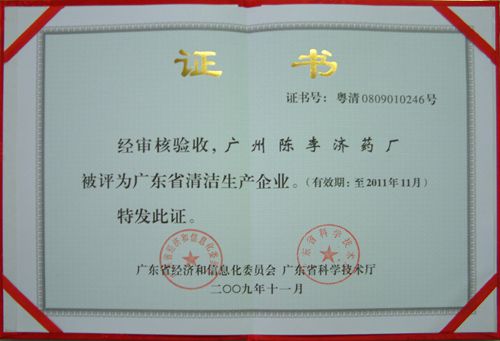 证书
证书号：粤清0809010246号
经审核验收，广州陈李济药厂
被评为广东省清洁生产企业。（有效期：至2011年11月）
特发此证。
广东省经济和信息化委员会 广东省科学技术厅
二〇〇九年十一月